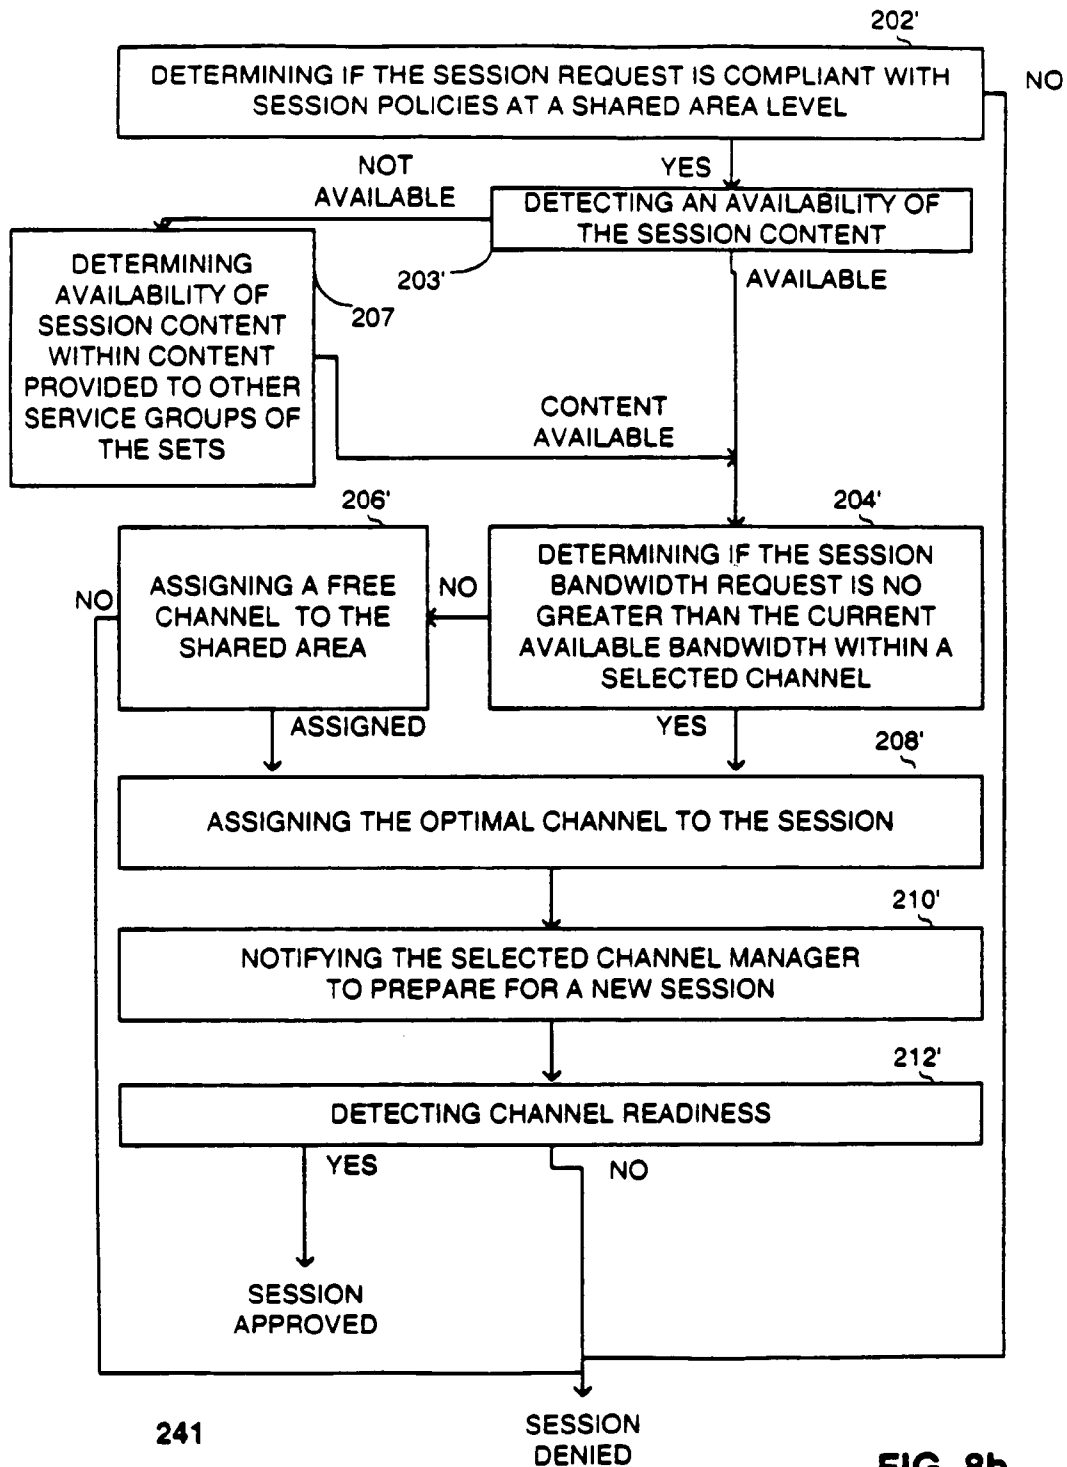 202'
DETERMINING IF THE SESSION REQUEST IS COMPLIANT WITH
SESSION POLICIES AT A SHARED AREA LEVEL
NO
NOT
AVAILABLE
YES
DETECTING AN AVAILABILITY OF
THE SESSION CONTENT
203'
AVAILABLE
DETERMINING
AVAILABILITY OF
SESSION CONTENT
WITHIN CONTENT
PROVIDED TO OTHER
SERVICE GROUPS OF
THE SETS
207
CONTENT
AVAILABLE
206'
204'
NO
ASSIGNING A FREE
CHANNEL TO THE
SHARED AREA
NO
DETERMINING IF THE SESSION
BANDWIDTH REQUEST IS NO
GREATER THAN THE CURRENT
AVAILABLE BANDWIDTH WITHIN A
SELECTED CHANNEL
ASSIGNED
YES
208'
ASSIGNING THE OPTIMAL CHANNEL TO THE SESSION
210'
NOTIFYING THE SELECTED CHANNEL MANAGER
TO PREPARE FOR A NEW SESSION
212'
DETECTING CHANNEL READINESS
YES
NO
SESSION
APPROVED
241
SESSION
DENIED
FIG. 8b